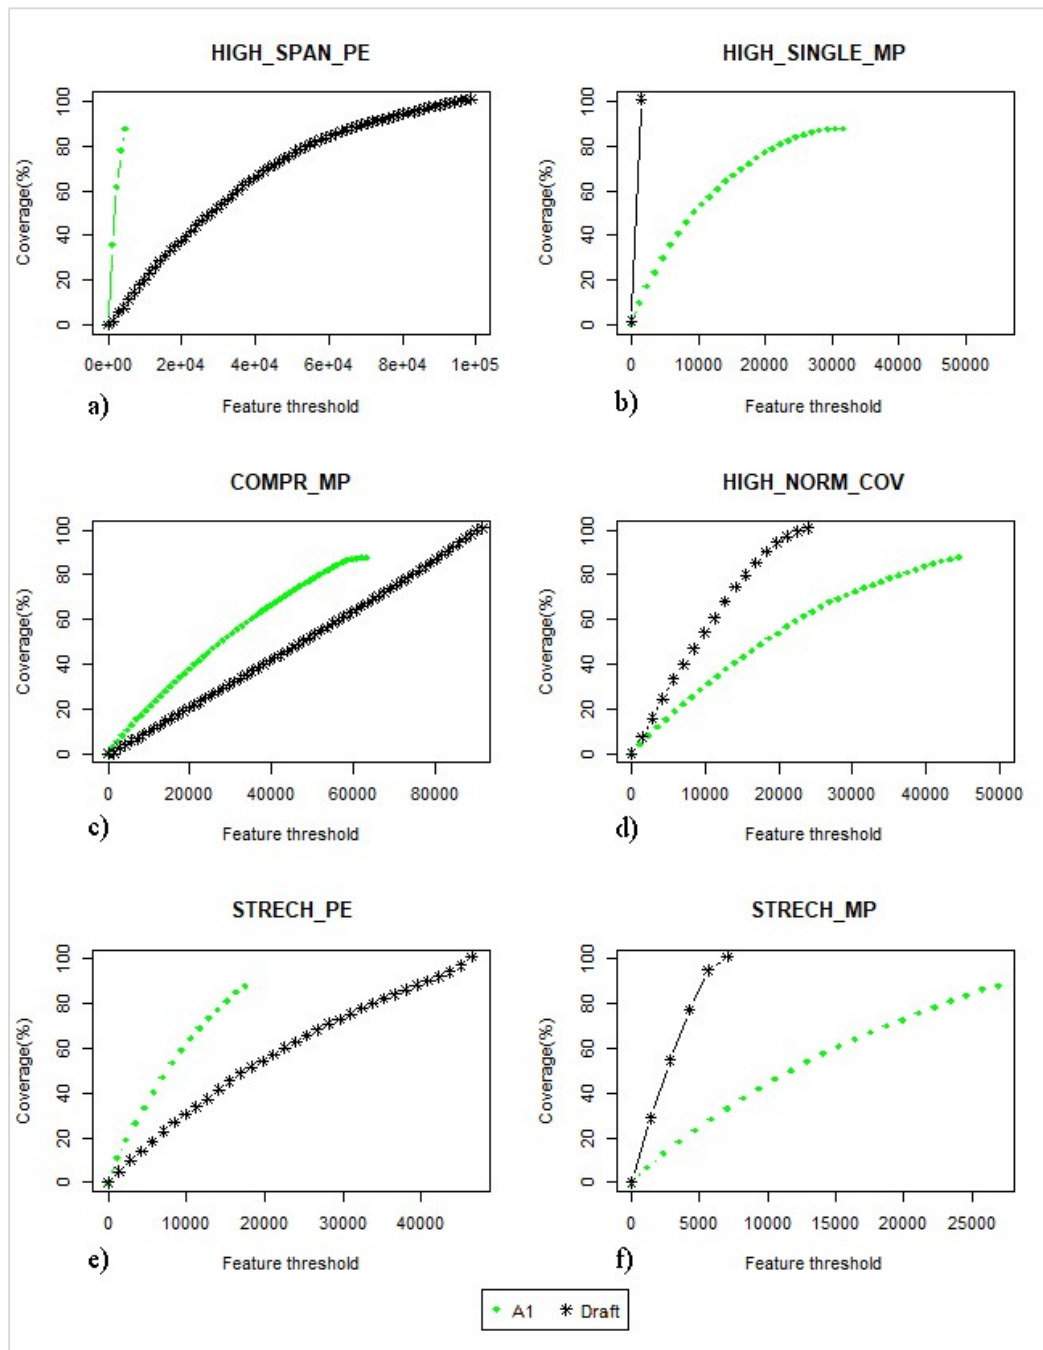 HIGH_SPAN_PE
Coverage(%)
0 20 40 60 80 100
0e+00 2e+04 4e+04 6e+04 8e+04 1e+05
Feature threshold
a)
HIGH_SINGLE_MP
Coverage(%)
0 20 40 60 80 100
0 10000 20000 30000 40000 50000
Feature threshold
b)
COMPR_MP
Coverage(%)
0 20 40 60 80 100
0 20000 40000 60000 80000
Feature threshold
c)
HIGH_NORM_COV
Coverage(%)
0 20 40 60 80 100
0 10000 20000 30000 40000 50000
Feature threshold
d)
STRECH_PE
Coverage(%)
0 20 40 60 80 100
0 10000 20000 30000 40000
Feature threshold
e)
STRECH_MP
Coverage(%)
0 20 40 60 80 100
0 5000 10000 15000 20000 25000
Feature threshold
f)
A1 Draft